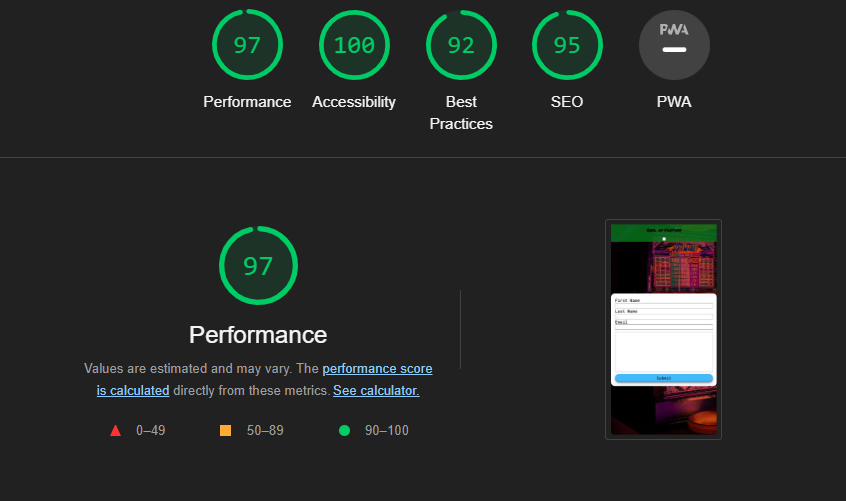 97
100
92
95
PWA
Performance
Accessibility
Best
Practices
SEO
PWA
97
Performance
Values are estimated and may vary. The performance score
is calculated directly from these metrics. See calculator.
0–49
50–89
90–100
First Name
Last Name
Email
Submit